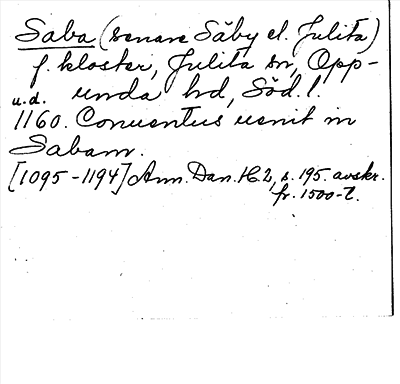 Saba (senare Säby el. Julita)
f. kloster, Julita sn, Opp-
unda hd, Söd. l.
u.d.
1160. Conuentus uenit in
Sabam.
[1095-1194] Ann. Dan. H. 2, s. 195. avskr.
fr. 1500-t.